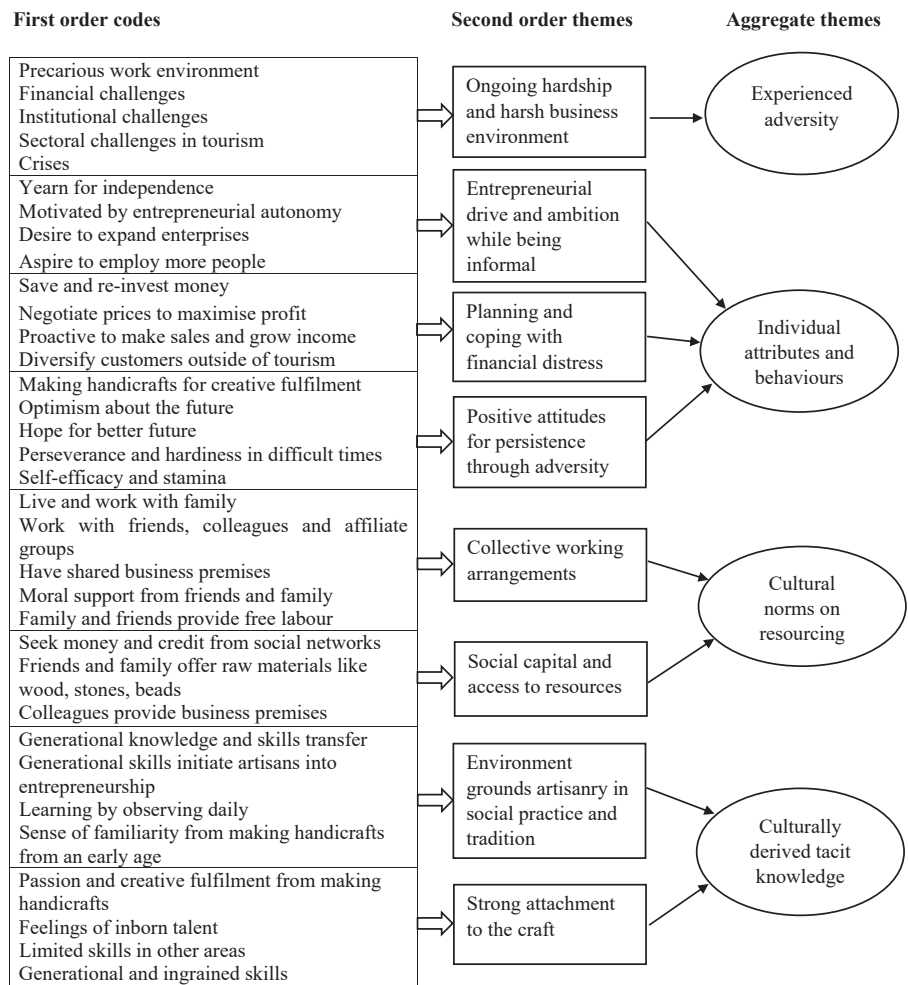 First order codes
Second order themes
Aggregate themes
Precarious work environment
Financial challenges
Institutional challenges
Sectoral challenges in tourism
Crises
Ongoing hardship
and harsh business
environment
Experienced
adversity
Yearn for independence
Motivated by entrepreneurial autonomy
Desire to expand enterprises
Aspire to employ more people
Entrepreneurial
drive and ambition
while being
informal
Save and re-invest money
Negotiate prices to maximise profit
Proactive to make sales and grow income
Diversify customers outside of tourism
Planning and
coping with
financial distress
Individual
attributes and
behaviours
Making handicrafts for creative fulfilment
Optimism about the future
Hope for better future
Perseverance and hardiness in difficult times
Self-efficacy and stamina
Positive attitudes
for persistence
through adversity
Live and work with family
Work with friends, colleagues and affiliate
groups
Have shared business premises
Moral support from friends and family
Family and friends provide free labour
Collective working
arrangements
Cultural
norms on
resourcing
Seek money and credit from social networks
Friends and family offer raw materials like
wood, stones, beads
Colleagues provide business premises
Social capital and
access to resources
Generational knowledge and skills transfer
Generational skills initiate artisans into
entrepreneurship
Learning by observing daily
Sense of familiarity from making handicrafts
from an early age
Environment
grounds artisanry in
social practice and
tradition
Culturally
derived tacit
knowledge
Passion and creative fulfilment from making
handicrafts
Feelings of inborn talent
Limited skills in other areas
Generational and ingrained skills
Strong attachment
to the craft